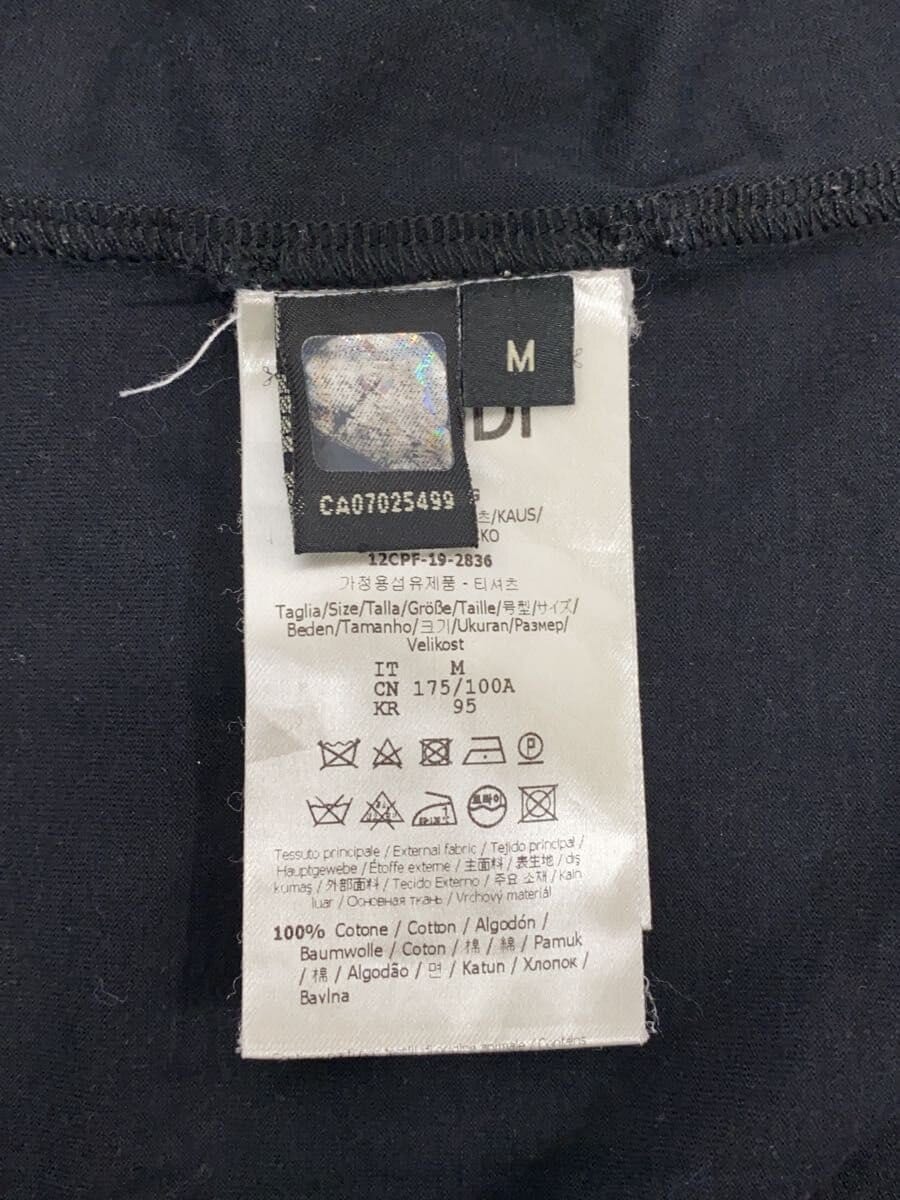 M
DI
CA07025499
츠/KAUS/
KO
12CPF-19-2836
가정용섬유제품 - 티셔츠
Taglia/Size/Talla/Größe/Taille/号型/サイズ/
Beden/Tamanho/크기/Ukuran/Размер/
Velikost
IT M
CN 175/100A
KR 95
P
드라이
Tessuto principale / External fabric / Tejido principal /
Hauptgewebe / Étoffe externe / 主面料 / 表生地 / dış
kumaş / 外部面料 / Tecido Externo / 주요 소재 / Kain
luar / Основная ткань / Vrchový materiál
100% Cotone / Cotton / Algodón /
Baumwolle / Coton / 棉 / 綿 / Pamuk
/ 棉 / Algodão / 면 / Katun / Хлопок /
Bavlna